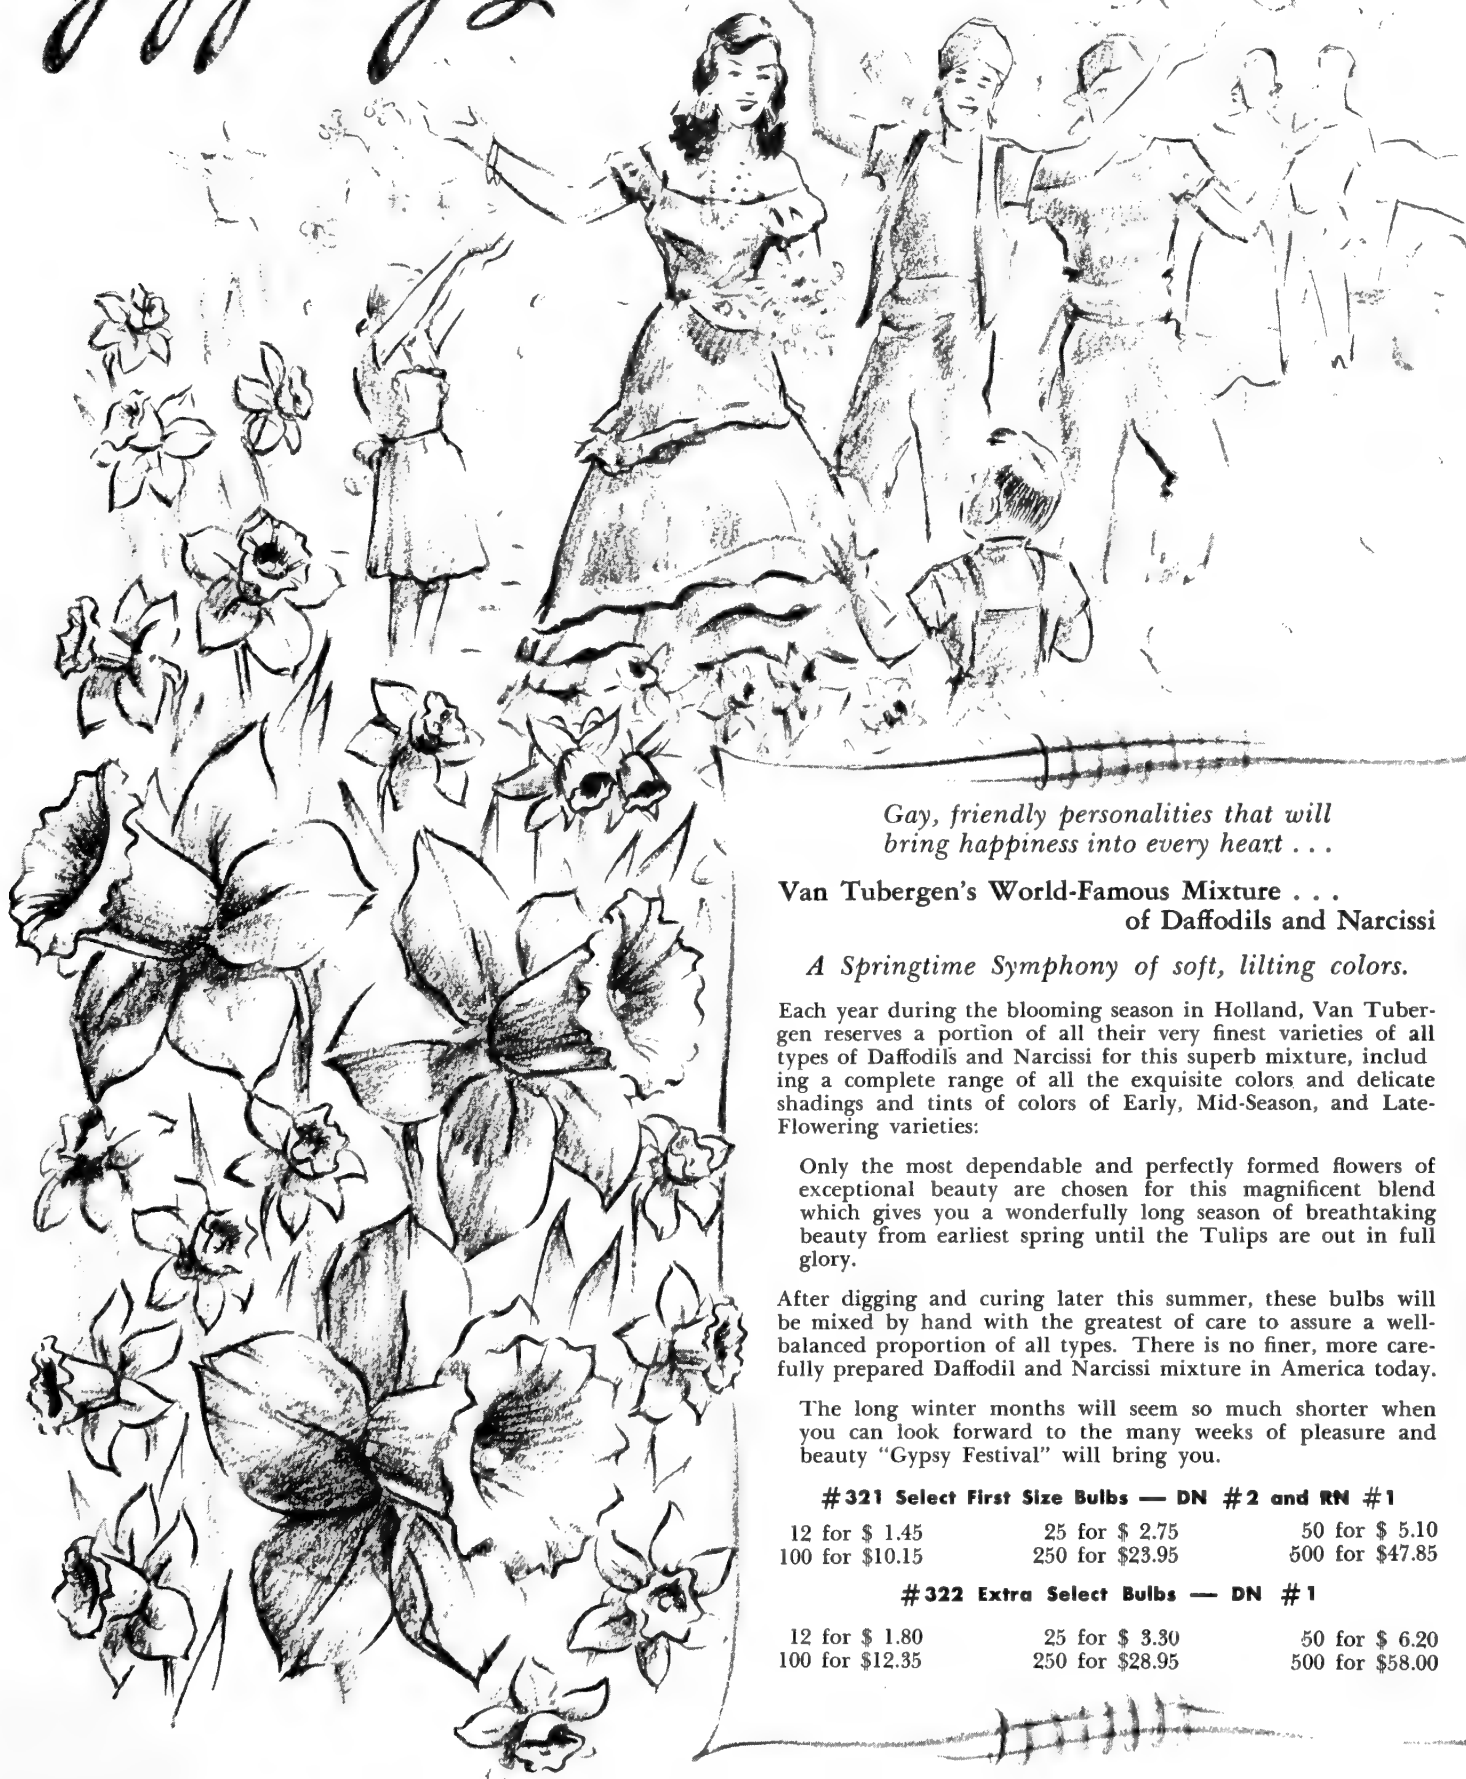 Gay, friendly personalities that will
bring happiness into every heart . . .
Van Tubergen's World-Famous Mixture . . .
of Daffodils and Narcissi
A Springtime Symphony of soft, lilting colors.
Each year during the blooming season in Holland, Van Tuber-
gen reserves a portion of all their very finest varieties of all
types of Daffodils and Narcissi for this superb mixture, includ
ing a complete range of all the exquisite colors and delicate
shadings and tints of colors of Early, Mid-Season, and Late-
Flowering varieties:
Only the most dependable and perfectly formed flowers of
exceptional beauty are chosen for this magnificent blend
which gives you a wonderfully long season of breathtaking
beauty from earliest spring until the Tulips are out in full
glory.
After digging and curing later this summer, these bulbs will
be mixed by hand with the greatest of care to assure a well-
balanced proportion of all types. There is no finer, more care-
fully prepared Daffodil and Narcissi mixture in America today.
The long winter months will seem so much shorter when
you can look forward to the many weeks of pleasure and
beauty "Gypsy Festival" will bring you.
#321 Select First Size Bulbs — DN #2 and RN #1
12 for $ 1.45 25 for $ 2.75 50 for $ 5.10
100 for $10.15 250 for $23.95 500 for $47.85
#322 Extra Select Bulbs — DN #1
12 for $ 1.80 25 for $ 3.30 50 for $ 6.20
100 for $12.35 250 for $28.95 500 for $58.00